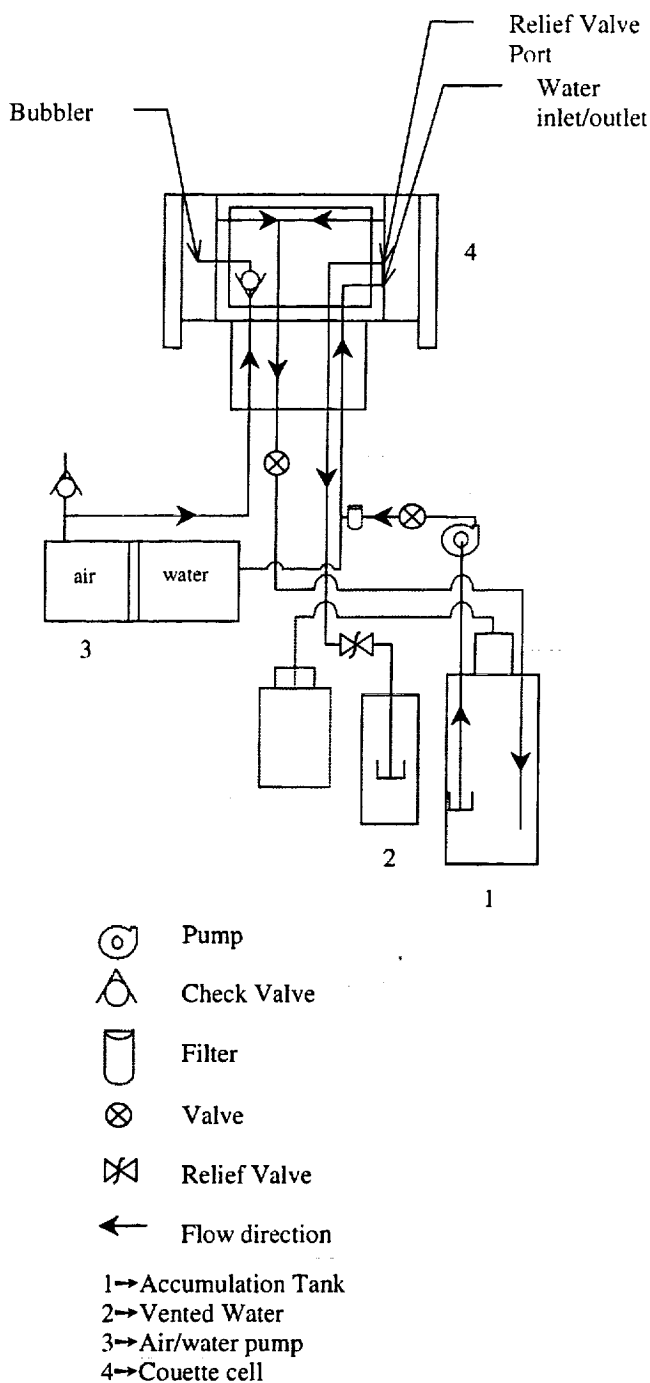 Relief Valve
Port
Water
inlet/outlet
Bubbler
4
air
water
3
2
1
Pump
Check Valve
Filter
Valve
Relief Valve
Flow direction
1→Accumulation Tank
2→Vented Water
3→Air/water pump
4→Couette cell